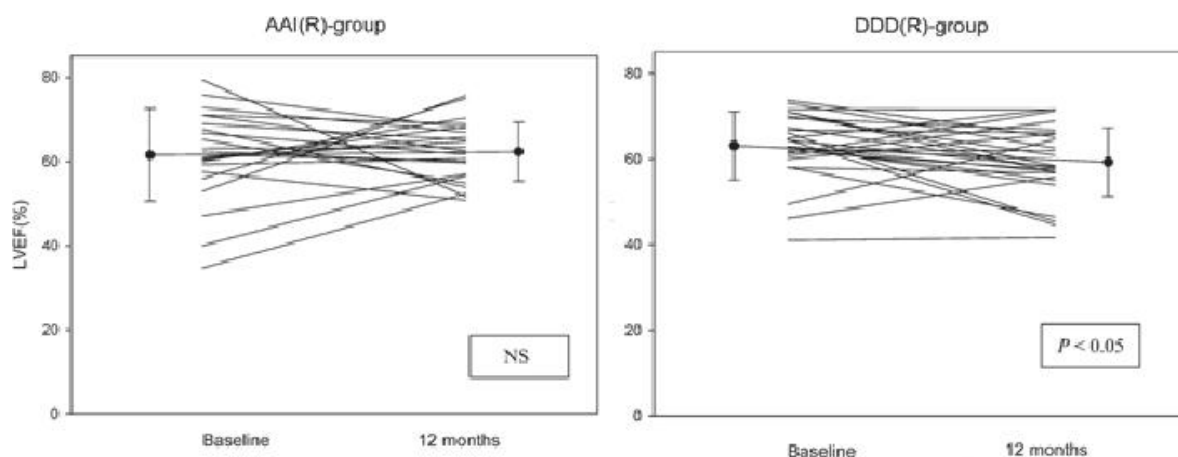 AAI(R)-group
80
60
40
20
0
LVEF(%)
NS
Baseline 12 months
DDD(R)-group
80
60
40
20
0
P < 0.05
Baseline 12 months